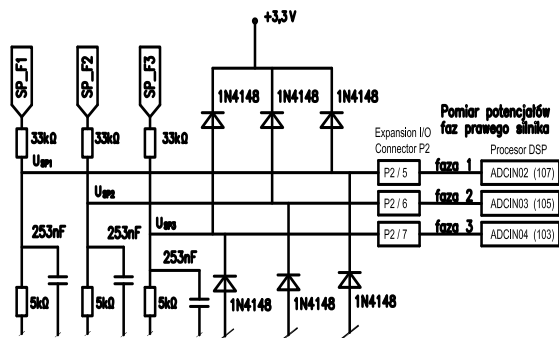 +3,3V
SP_F1
SP_F2
SP_F3
1N4148
1N4148
1N4148
33kΩ
33kΩ
33kΩ
Expansion I/O
Connector P2
Pomiar potencjałów
faz prawego silnika
Procesor DSP
USP1
P2 / 5
faza 1
ADCIN02 (107)
USP2
P2 / 6
faza 2
ADCIN03 (105)
USP3
P2 / 7
faza 3
ADCIN04 (103)
253nF
253nF
253nF
5kΩ
5kΩ
5kΩ
1N4148
1N4148
1N4148